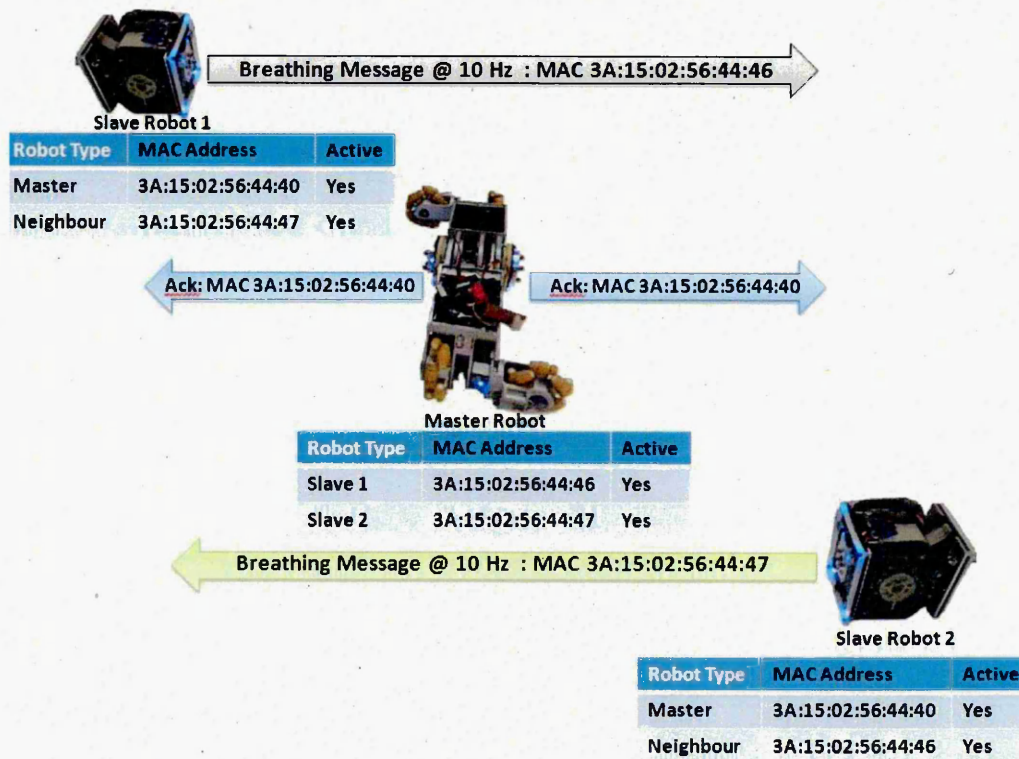 Breathing Message @ 10 Hz : MAC 3A:15:02:56:44:46
Slave Robot 1
Robot Type MAC Address Active
Master 3A:15:02:56:44:40 Yes
Neighbour 3A:15:02:56:44:47 Yes
Ack: MAC 3A:15:02:56:44:40
Ack: MAC 3A:15:02:56:44:40
Master Robot
Robot Type MAC Address Active
Slave 1 3A:15:02:56:44:46 Yes
Slave 2 3A:15:02:56:44:47 Yes
Breathing Message @ 10 Hz : MAC 3A:15:02:56:44:47
Slave Robot 2
Robot Type MAC Address Active
Master 3A:15:02:56:44:40 Yes
Neighbour 3A:15:02:56:44:46 Yes